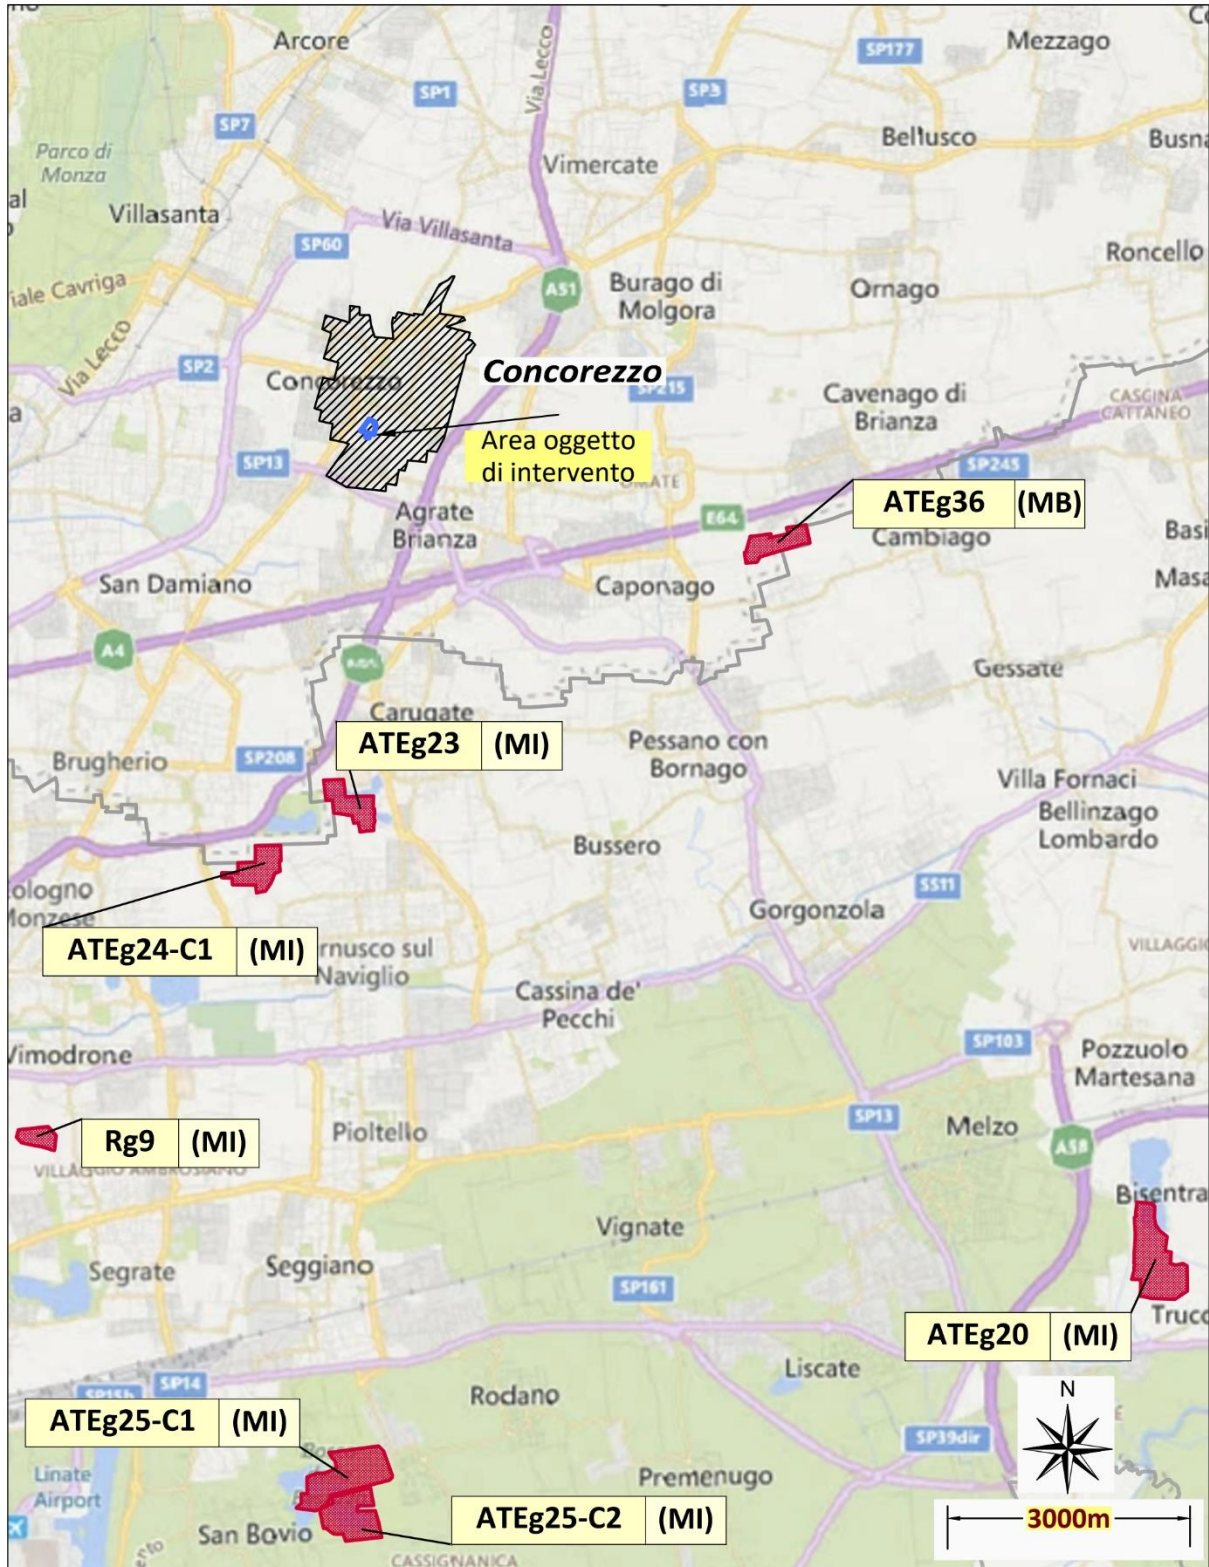 Arcore
Mezzago
SP177
SP1
SP3
Via Lecco
SP7
Bellusco
Busna
Parco di
Monza
Vimercate
Villasanta
Via Villasanta
SP60
Roncello
iale Cavriga
A51
Burago di
Molgora
Ornago
Via Lecco
SP2
Concorezzo
Concorezzo
SP215
Cavenago di
Brianza
CASCINA
CATTANEO
Area oggetto
di intervento
SP13
OMATE
SP245
ATEg36 (MB)
Agrate
Brianza
E64
Cambiago
Basi
San Damiano
Caponago
Masa
A4
Gessate
Carugate
ATEg23 (MI)
Brugherio
SP208
Pessano con
Bornago
Villa Fornaci
Bellinzago
Lombardo
Bussero
ologno
Monzese
SS11
Gorgonzola
ATEg24-C1 (MI)
rnusco sul
Naviglio
VILLAGGIO
Cassina de'
Pecchi
Vimodrone
SP103
Pozzuolo
Martesana
Rg9 (MI)
Pioltello
SP13
Melzo
A58
VILLAGGIO AMBROSIANO
Bisentra
Vignate
Segrate
Seggiano
SP161
Trucc
ATEg20 (MI)
Liscate
SP14
SP15b
Rodano
N
ATEg25-C1 (MI)
SP39dir
Linate
Airport
Premenugo
San Bovio
ATEg25-C2 (MI)
3000m
CASSIGNANICA